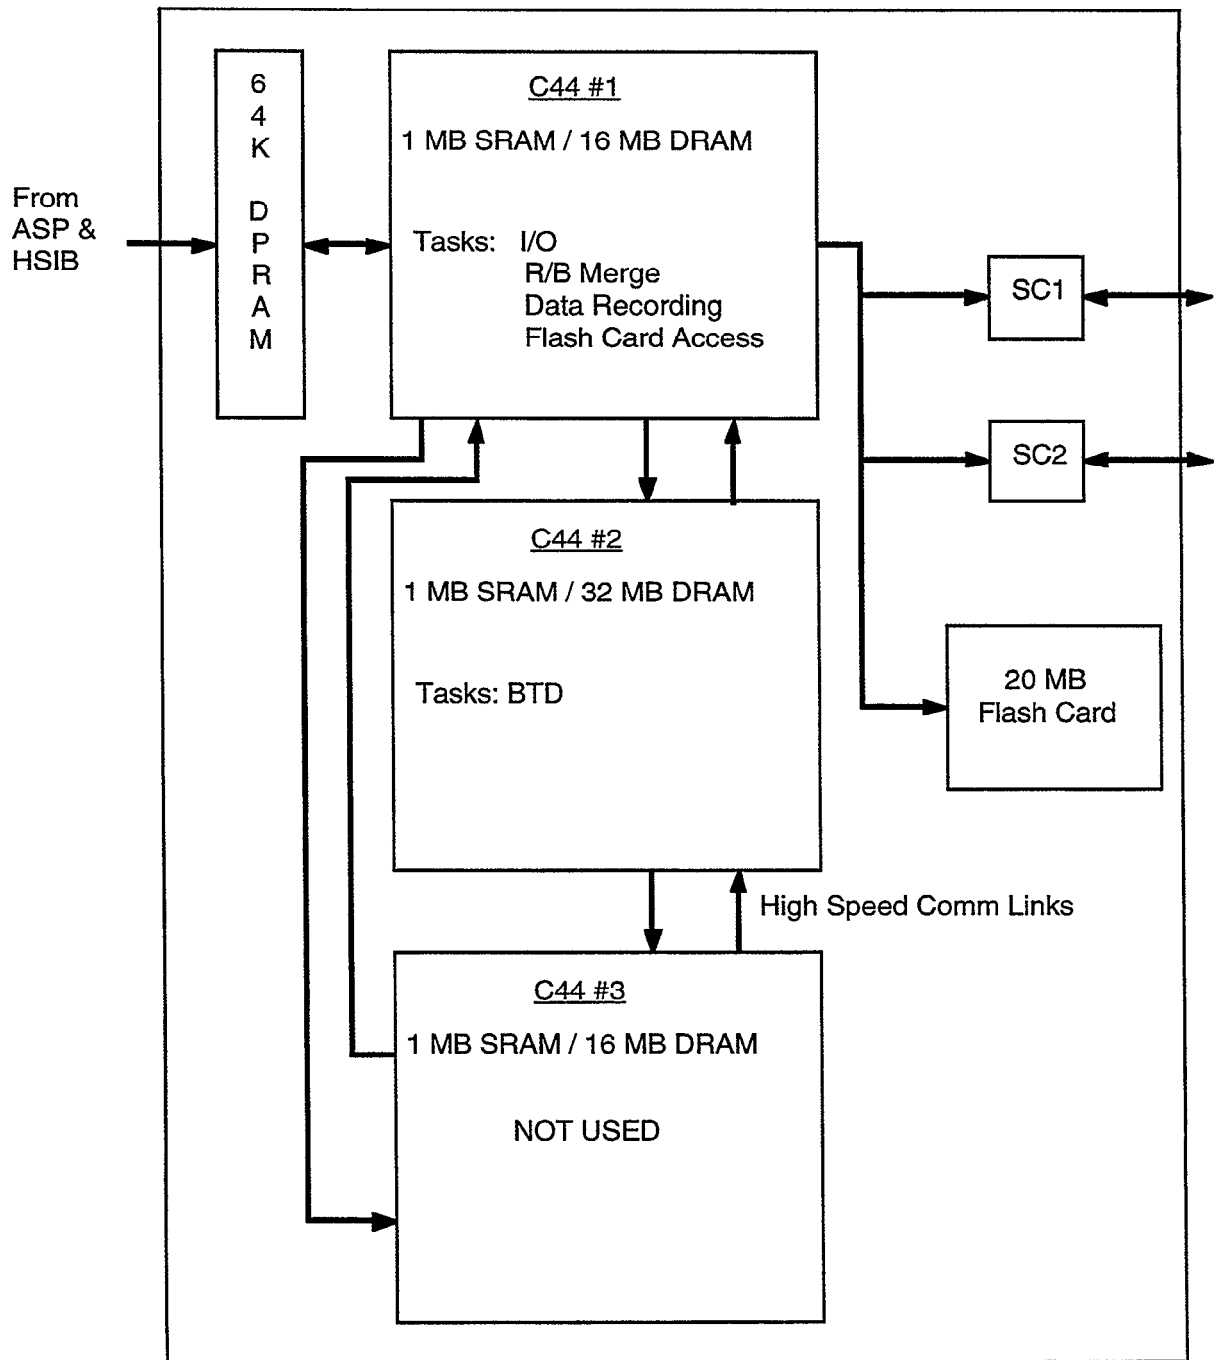 64K DPRAM
C44 #1
1 MB SRAM / 16 MB DRAM
From
ASP &
HSIB
Tasks: I/O
R/B Merge
Data Recording
Flash Card Access
SC1
SC2
C44 #2
1 MB SRAM / 32 MB DRAM
Tasks: BTD
20 MB
Flash Card
High Speed Comm Links
C44 #3
1 MB SRAM / 16 MB DRAM
NOT USED